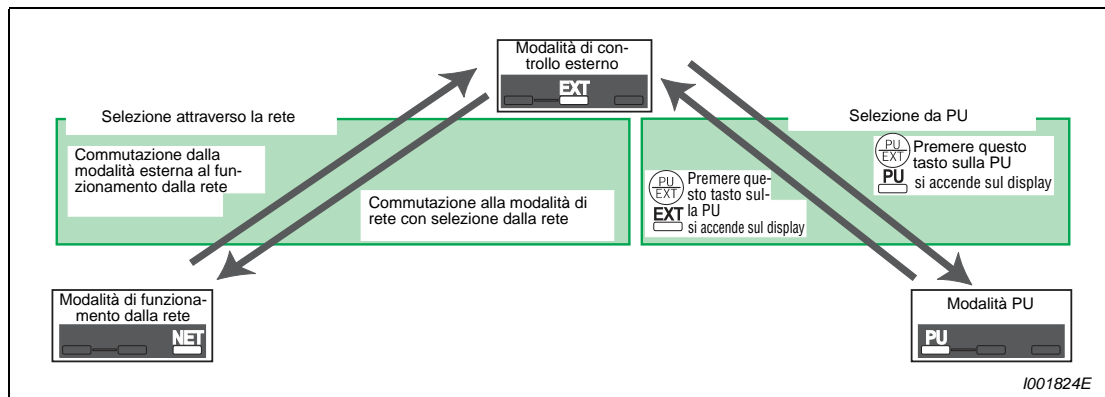 Modalità di con-
trollo esterno
EXT
Selezione attraverso la rete
Commutazione dalla
modalità esterna al fun-
zionamento dalla rete
Commutazione alla modalità di
rete con selezione dalla rete
Selezione da PU
PU
EXT
Premere questo
tasto sulla PU
PU
si accende sul display
PU
EXT
Premere que-
sto tasto sul-
la PU
EXT
si accende sul display
Modalità di funziona-
mento dalla rete
NET
Modalità PU
PU
I001824E